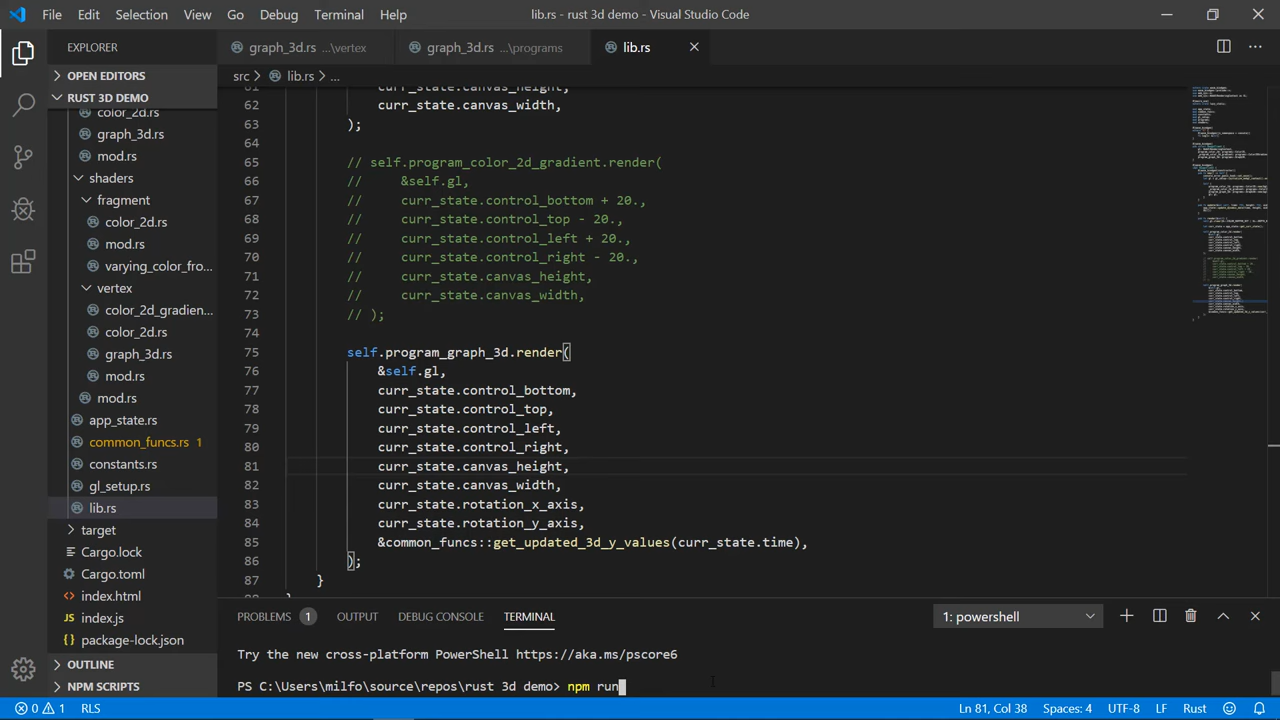 File Edit Selection View Go Debug Terminal Help
lib.rs - rust 3d demo - Visual Studio Code
EXPLORER
OPEN EDITORS
RUST 3D DEMO
color_2d.rs
graph_3d.rs
mod.rs
shaders
fragment
color_2d.rs
mod.rs
varying_color_fro...
vertex
color_2d_gradien...
color_2d.rs
graph_3d.rs
mod.rs
mod.rs
app_state.rs
common_funcs.rs 1
constants.rs
gl_setup.rs
lib.rs
target
Cargo.lock
Cargo.toml
index.html
index.js
package-lock.json
OUTLINE
NPM SCRIPTS
graph_3d.rs ...\vertex
graph_3d.rs ...\programs
lib.rs
src > lib.rs > ...
61 curr_state.canvas_height,
62 curr_state.canvas_width,
63 );
64
65 // self.program_color_2d_gradient.render(
66 // &self.gl,
67 // curr_state.control_bottom + 20.,
68 // curr_state.control_top - 20.,
69 // curr_state.control_left + 20.,
70 // curr_state.control_right - 20.,
71 // curr_state.canvas_height,
72 // curr_state.canvas_width,
73 // );
74
75 self.program_graph_3d.render(
76 &self.gl,
77 curr_state.control_bottom,
78 curr_state.control_top,
79 curr_state.control_left,
80 curr_state.control_right,
81 curr_state.canvas_height,
82 curr_state.canvas_width,
83 curr_state.rotation_x_axis,
84 curr_state.rotation_y_axis,
85 &common_funcs::get_updated_3d_y_values(curr_state.time),
86 );
87 }
PROBLEMS 1 OUTPUT DEBUG CONSOLE TERMINAL
1: powershell
Try the new cross-platform PowerShell https://aka.ms/pscore6
PS C:\Users\milfo\source\repos\rust 3d demo> npm run
0 1 RLS
Ln 81, Col 38 Spaces: 4 UTF-8 LF Rust